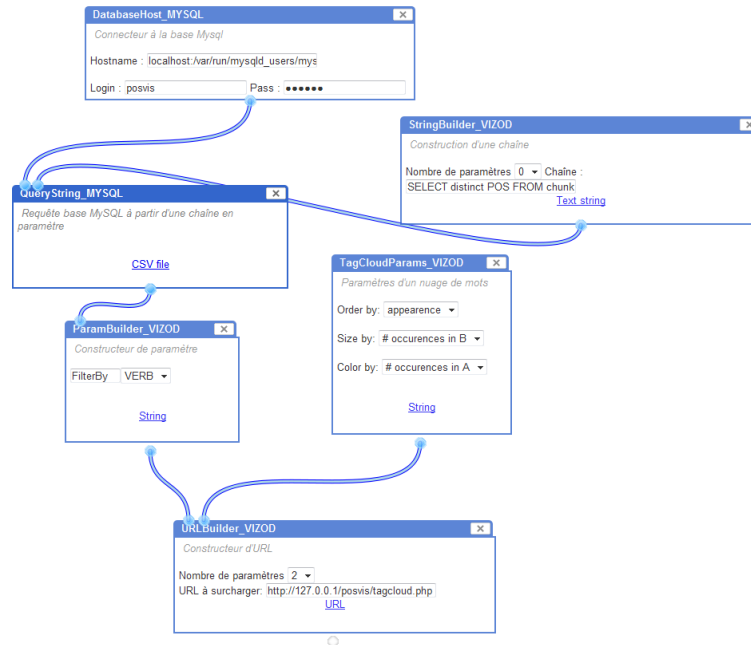 DatabaseHost_MYSQL
Connecteur à la base Mysql
Hostname : localhost:/var/run/mysqld_users/mys
Login : posvis Pass : ●●●●●●
StringBuilder_VIZOD
Construction d'une chaîne
Nombre de paramètres 0 Chaîne :
SELECT distinct POS FROM chunk
Text string
QueryString_MYSQL
Requête base MySQL à partir d'une chaîne en
paramètre
CSV file
TagCloudParams_VIZOD
Paramètres d'un nuage de mots
Order by: appearence
Size by: # occurences in B
Color by: # occurences in A
String
ParamBuilder_VIZOD
Constructeur de paramètre
FilterBy VERB
String
URLBuilder_VIZOD
Constructeur d'URL
Nombre de paramètres 2
URL à surcharger: http://127.0.0.1/posvis/tagcloud.php
URL